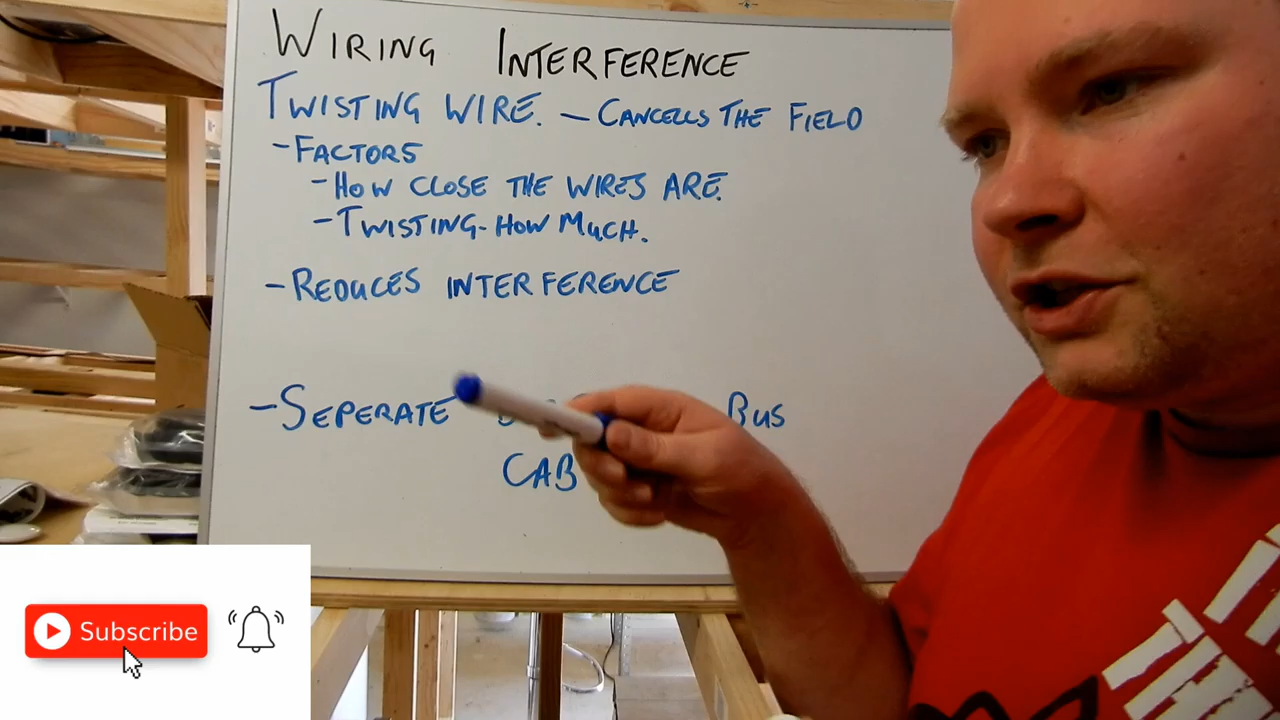 WIRING INTERFERENCE
TWISTING WIRE. – CANCELLS THE FIELD
-FACTORS
-HOW CLOSE THE WIRES ARE.
-TWISTING-HOW MUCH.
-REDUCES INTERFERENCE
-SEPERATE BUS
Subscribe